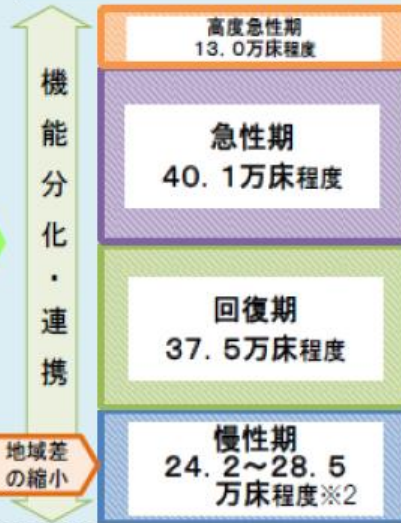 機能分化・連携
地域差
の縮小
高度急性期
13.0万床程度
急性期
40.1万床程度
回復期
37.5万床程度
慢性期
24.2～28.5
万床程度※2